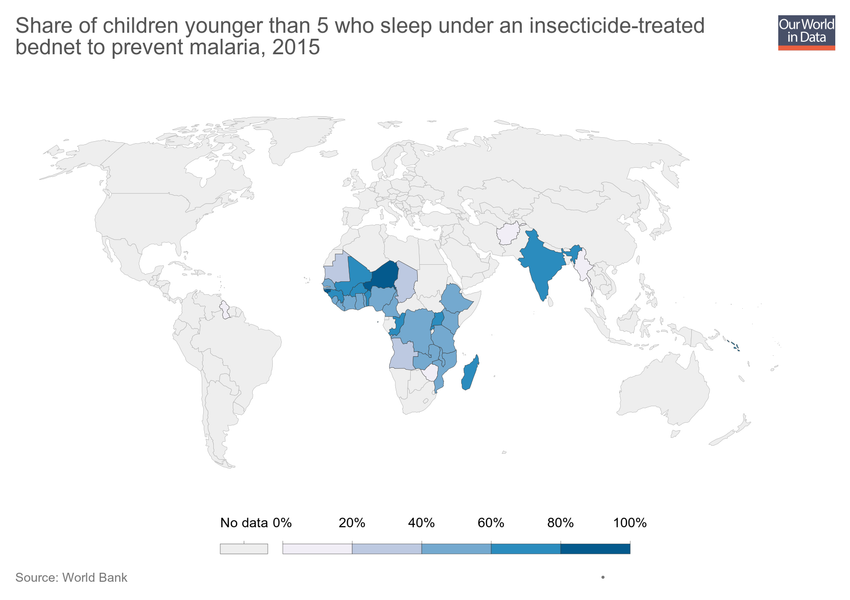 Share of children younger than 5 who sleep under an insecticide-treated
bednet to prevent malaria, 2015
Our World
in Data
No data 0% 20% 40% 60% 80% 100%
Source: World Bank